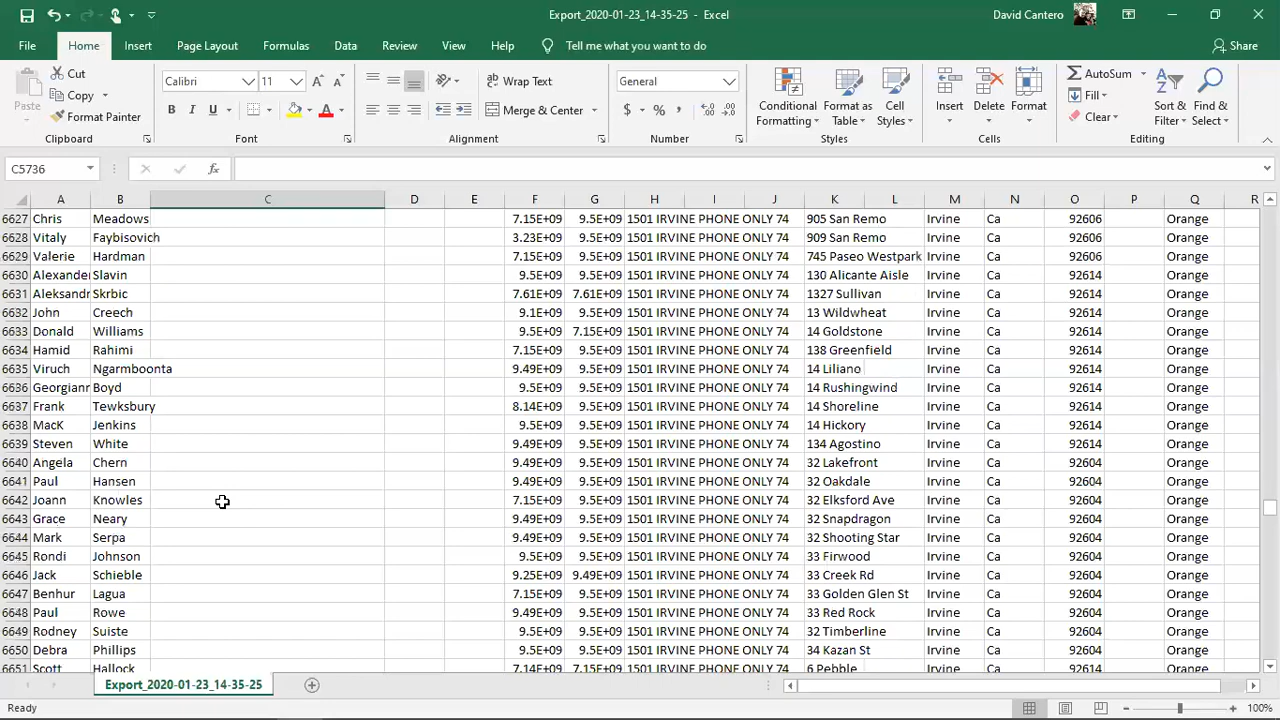 Export_2020-01-23_14-35-25 - Excel David Cantero
File Home Insert Page Layout Formulas Data Review View Help Tell me what you want to do Share
Paste Cut Copy Format Painter Clipboard
Calibri 11 B I U Font
Wrap Text Merge & Center Alignment
General $ % , Number
Conditional Formatting Format as Table Cell Styles Styles
Insert Delete Format Cells
AutoSum Fill Clear Sort & Filter Find & Select Editing
C5736 fx
A B C D E F G H I J K L M N O P Q R
6627 Chris Meadows 7.15E+09 9.5E+09 1501 IRVINE PHONE ONLY 74 905 San Remo Irvine Ca 92606 Orange
6628 Vitaly Faybisovich 3.23E+09 9.5E+09 1501 IRVINE PHONE ONLY 74 909 San Remo Irvine Ca 92606 Orange
6629 Valerie Hardman 7.15E+09 9.5E+09 1501 IRVINE PHONE ONLY 74 745 Paseo Westpark Irvine Ca 92606 Orange
6630 Alexander Slavin 9.5E+09 9.5E+09 1501 IRVINE PHONE ONLY 74 130 Alicante Aisle Irvine Ca 92614 Orange
6631 Aleksandr Skrbic 7.61E+09 7.61E+09 1501 IRVINE PHONE ONLY 74 1327 Sullivan Irvine Ca 92614 Orange
6632 John Creech 9.1E+09 9.5E+09 1501 IRVINE PHONE ONLY 74 13 Wildwheat Irvine Ca 92614 Orange
6633 Donald Williams 9.5E+09 7.15E+09 1501 IRVINE PHONE ONLY 74 14 Goldstone Irvine Ca 92614 Orange
6634 Hamid Rahimi 7.15E+09 9.5E+09 1501 IRVINE PHONE ONLY 74 138 Greenfield Irvine Ca 92614 Orange
6635 Viruch Ngarmboonta 9.49E+09 9.5E+09 1501 IRVINE PHONE ONLY 74 14 Liliano Irvine Ca 92614 Orange
6636 Georgiann Boyd 9.5E+09 9.5E+09 1501 IRVINE PHONE ONLY 74 14 Rushingwind Irvine Ca 92614 Orange
6637 Frank Tewksbury 8.14E+09 9.5E+09 1501 IRVINE PHONE ONLY 74 14 Shoreline Irvine Ca 92614 Orange
6638 MacK Jenkins 9.5E+09 9.5E+09 1501 IRVINE PHONE ONLY 74 14 Hickory Irvine Ca 92614 Orange
6639 Steven White 9.49E+09 9.5E+09 1501 IRVINE PHONE ONLY 74 134 Agostino Irvine Ca 92614 Orange
6640 Angela Chern 9.49E+09 9.5E+09 1501 IRVINE PHONE ONLY 74 32 Lakefront Irvine Ca 92604 Orange
6641 Paul Hansen 9.49E+09 9.5E+09 1501 IRVINE PHONE ONLY 74 32 Oakdale Irvine Ca 92604 Orange
6642 Joann Knowles 7.15E+09 9.5E+09 1501 IRVINE PHONE ONLY 74 32 Elksford Ave Irvine Ca 92604 Orange
6643 Grace Neary 9.49E+09 9.5E+09 1501 IRVINE PHONE ONLY 74 32 Snapdragon Irvine Ca 92604 Orange
6644 Mark Serpa 9.49E+09 9.5E+09 1501 IRVINE PHONE ONLY 74 32 Shooting Star Irvine Ca 92604 Orange
6645 Rondi Johnson 9.5E+09 9.5E+09 1501 IRVINE PHONE ONLY 74 33 Firwood Irvine Ca 92604 Orange
6646 Jack Schieble 9.25E+09 9.49E+09 1501 IRVINE PHONE ONLY 74 33 Creek Rd Irvine Ca 92604 Orange
6647 Benhur Lagua 7.15E+09 9.5E+09 1501 IRVINE PHONE ONLY 74 33 Golden Glen St Irvine Ca 92604 Orange
6648 Paul Rowe 9.49E+09 9.5E+09 1501 IRVINE PHONE ONLY 74 33 Red Rock Irvine Ca 92604 Orange
6649 Rodney Suiste 9.5E+09 9.5E+09 1501 IRVINE PHONE ONLY 74 32 Timberline Irvine Ca 92604 Orange
6650 Debra Phillips 9.5E+09 9.5E+09 1501 IRVINE PHONE ONLY 74 34 Kazan St Irvine Ca 92604 Orange
6651 Scott Hallock 7.14E+09 7.15E+09 1501 IRVINE PHONE ONLY 74 6 Pebble Irvine Ca 92614 Orange
Export_2020-01-23_14-35-25
Ready 100%